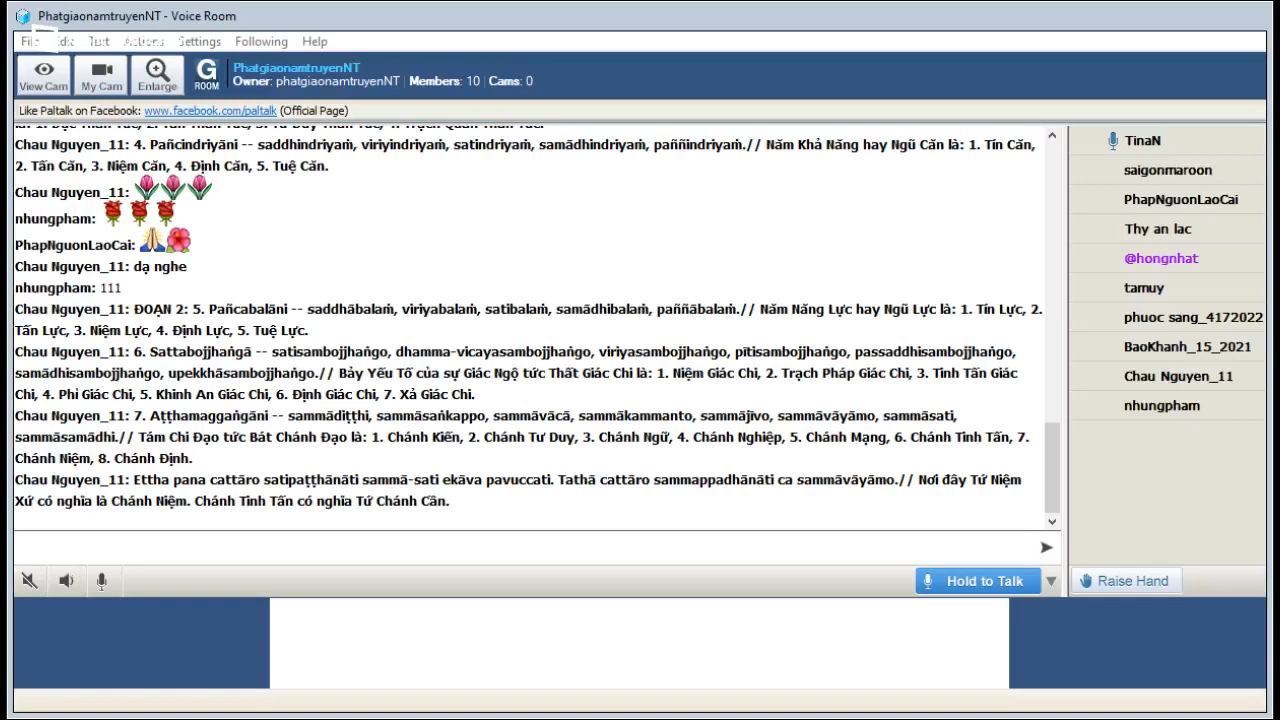 PhatgiaonamtruyenNT - Voice Room
Text Actions Settings Following Help
View Cam My Cam Enlarge G ROOM
PhatgiaonamtruyenNT
Owner: phatgiaonamtruyenNT | Members: 10 | Cams: 0
Like Paltalk on Facebook: www.facebook.com/paltalk (Official Page)
Chau Nguyen_11: 4. Pañcindriyāni -- saddhindriyaṁ, viriyindriyaṁ, satindriyaṁ, samādhindriyaṁ, paññindriyaṁ.// Năm Khả Năng hay Ngũ Căn là: 1. Tín Căn,
2. Tấn Căn, 3. Niệm Căn, 4. Định Căn, 5. Tuệ Căn.
Chau Nguyen_11:
nhungpham:
PhapNguonLaoCai:
Chau Nguyen_11: dạ nghe
nhungpham: 111
Chau Nguyen_11: ĐOẠN 2: 5. Pañcabalāni -- saddhābalaṁ, viriyabalaṁ, satibalaṁ, samādhibalaṁ, paññābalaṁ.// Năm Năng Lực hay Ngũ Lực là: 1. Tín Lực, 2.
Tấn Lực, 3. Niệm Lực, 4. Định Lực, 5. Tuệ Lực.
Chau Nguyen_11: 6. Sattabojjhaṅgā -- satisambojjhaṅgo, dhamma-vicayasambojjhaṅgo, viriyasambojjhaṅgo, pītisambojjhaṅgo, passaddhisambojjhaṅgo,
samādhisambojjhaṅgo, upekkhāsambojjhaṅgo.// Bảy Yếu Tố của sự Giác Ngộ tức Thất Giác Chi là: 1. Niệm Giác Chi, 2. Trạch Pháp Giác Chi, 3. Tinh Tấn Giác
Chi, 4. Phỉ Giác Chi, 5. Khinh An Giác Chi, 6. Định Giác Chi, 7. Xả Giác Chi.
Chau Nguyen_11: 7. Aṭṭhamaggaṅgāni -- sammādiṭṭhi, sammāsaṅkappo, sammāvācā, sammākammanto, sammājīvo, sammāvāyāmo, sammāsati,
sammāsamādhi.// Tám Chi Đạo tức Bát Chánh Đạo là: 1. Chánh Kiến, 2. Chánh Tư Duy, 3. Chánh Ngữ, 4. Chánh Nghiệp, 5. Chánh Mạng, 6. Chánh Tinh Tấn, 7.
Chánh Niệm, 8. Chánh Định.
Chau Nguyen_11: Ettha pana cattāro satipaṭṭhānāti sammā-sati ekāva pavuccati. Tathā cattāro sammappadhānāti ca sammāvāyāmo.// Nơi đây Tứ Niệm
Xứ có nghĩa là Chánh Niệm. Chánh Tinh Tấn có nghĩa Tứ Chánh Cần.
TinaN
saigonmaroon
PhapNguonLaoCai
Thy an lac
@hongnhat
tamuy
phuoc sang_4172022
BaoKhanh_15_2021
Chau Nguyen_11
nhungpham
Hold to Talk
Raise Hand